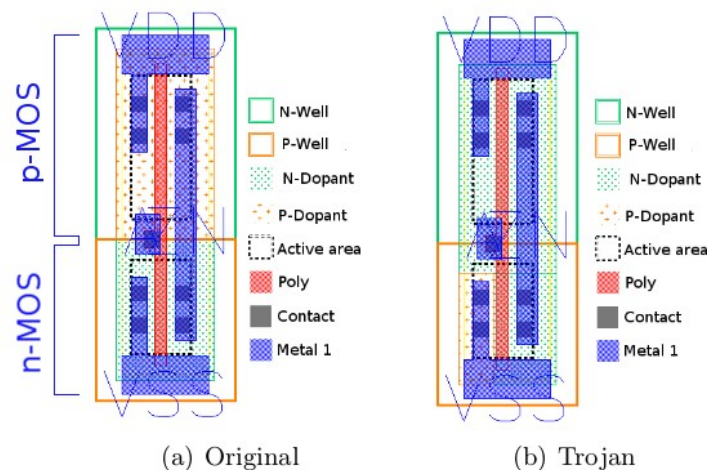 VDD
p-MOS
n-MOS
N-Well
P-Well
N-Dopant
P-Dopant
Active area
Poly
Contact
Metal 1
VSS
(a) Original
VDD
N-Well
P-Well
N-Dopant
P-Dopant
Active area
Poly
Contact
Metal 1
VSS
(b) Trojan